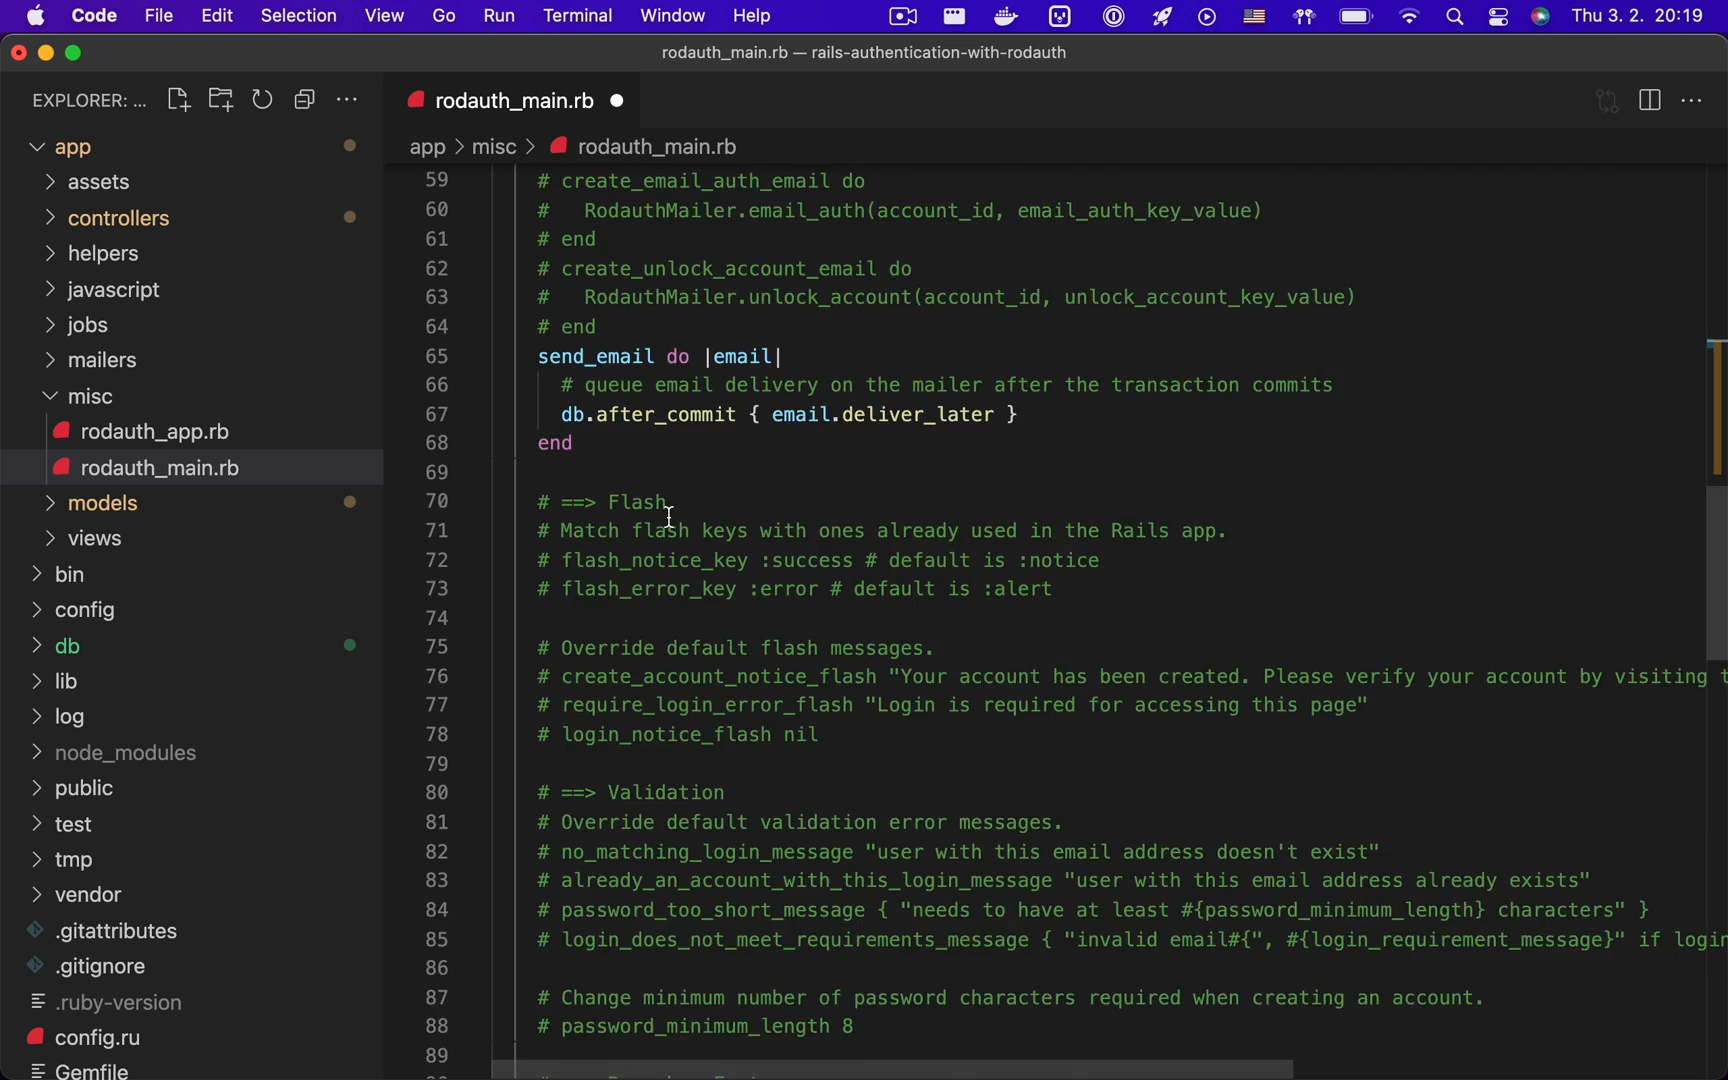 Code File Edit Selection View Go Run Terminal Window Help Thu 3. 2. 20:19
rodauth_main.rb — rails-authentication-with-rodauth
EXPLORER: ...
rodauth_main.rb
app > misc > rodauth_main.rb
app
assets
controllers
helpers
javascript
jobs
mailers
misc
rodauth_app.rb
rodauth_main.rb
models
views
bin
config
db
lib
log
node_modules
public
test
tmp
vendor
.gitattributes
.gitignore
.ruby-version
config.ru
Gemfile
59 # create_email_auth_email do
60 #   RodauthMailer.email_auth(account_id, email_auth_key_value)
61 # end
62 # create_unlock_account_email do
63 #   RodauthMailer.unlock_account(account_id, unlock_account_key_value)
64 # end
65 send_email do |email|
66   # queue email delivery on the mailer after the transaction commits
67   db.after_commit { email.deliver_later }
68 end
69
70 # ==> Flash
71 # Match flash keys with ones already used in the Rails app.
72 # flash_notice_key :success # default is :notice
73 # flash_error_key :error # default is :alert
74
75 # Override default flash messages.
76 # create_account_notice_flash "Your account has been created. Please verify your account by visiting t
77 # require_login_error_flash "Login is required for accessing this page"
78 # login_notice_flash nil
79
80 # ==> Validation
81 # Override default validation error messages.
82 # no_matching_login_message "user with this email address doesn't exist"
83 # already_an_account_with_this_login_message "user with this email address already exists"
84 # password_too_short_message { "needs to have at least #{password_minimum_length} characters" }
85 # login_does_not_meet_requirements_message { "invalid email#{", #{login_requirement_message}" if login
86
87 # Change minimum number of password characters required when creating an account.
88 # password_minimum_length 8
89